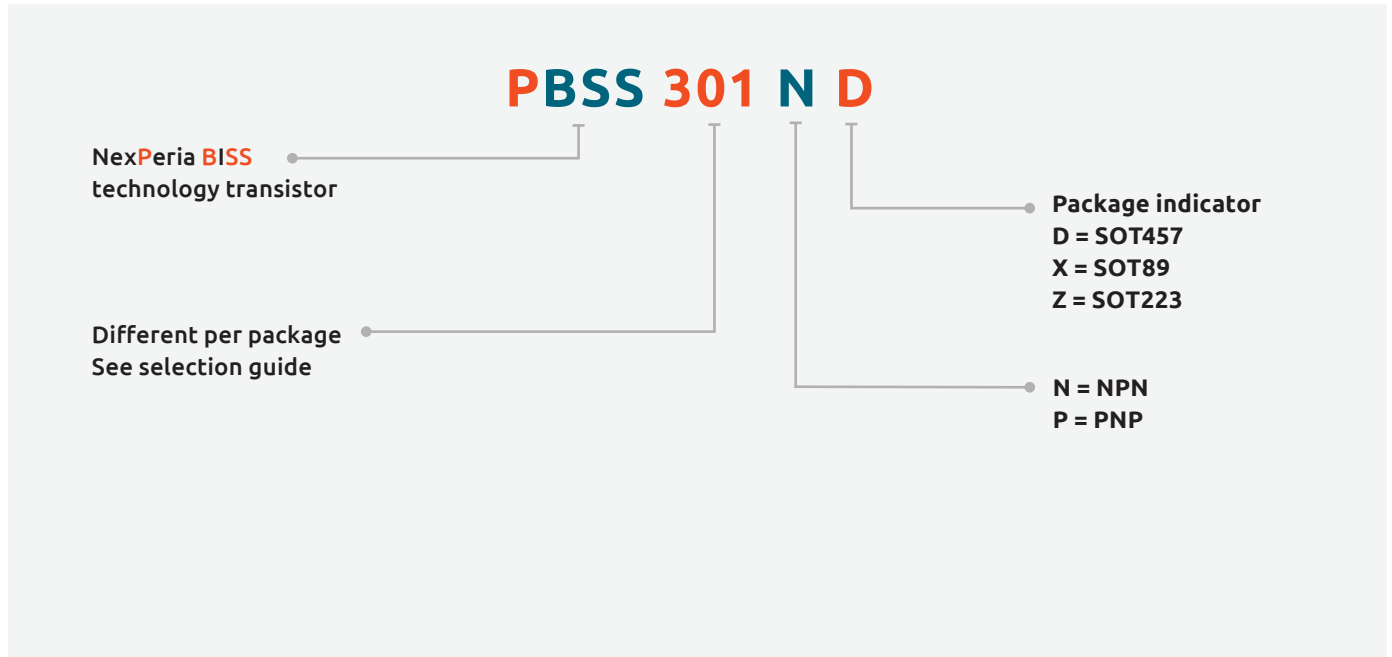 PBSS 301 N D
NexPeria BISS
technology transistor
Different per package
See selection guide
Package indicator
D = SOT457
X = SOT89
Z = SOT223
N = NPN
P = PNP